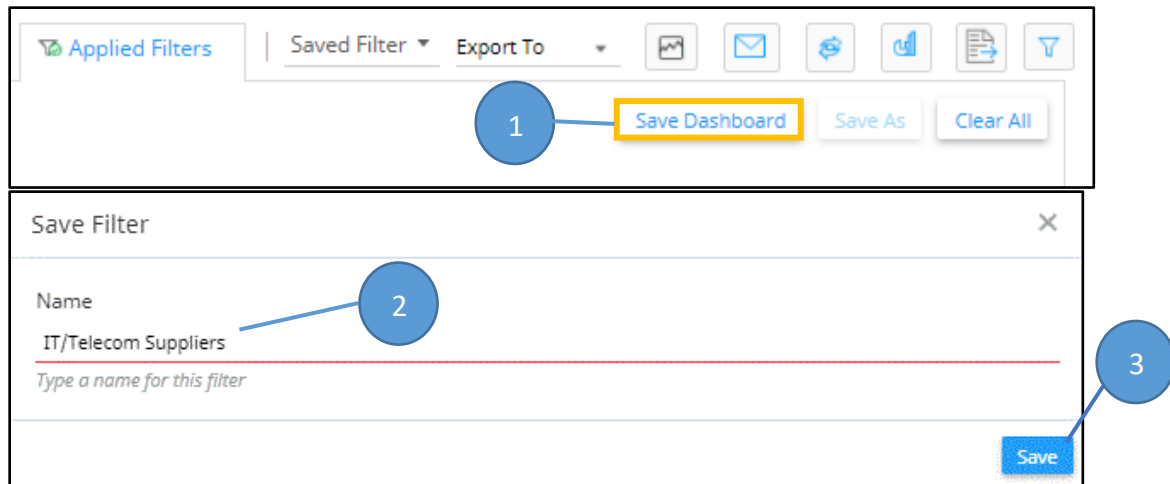 Applied Filters Saved Filter Export To
1 Save Dashboard Save As Clear All
Save Filter
Name
2
IT/Telecom Suppliers
3
Type a name for this filter
Save